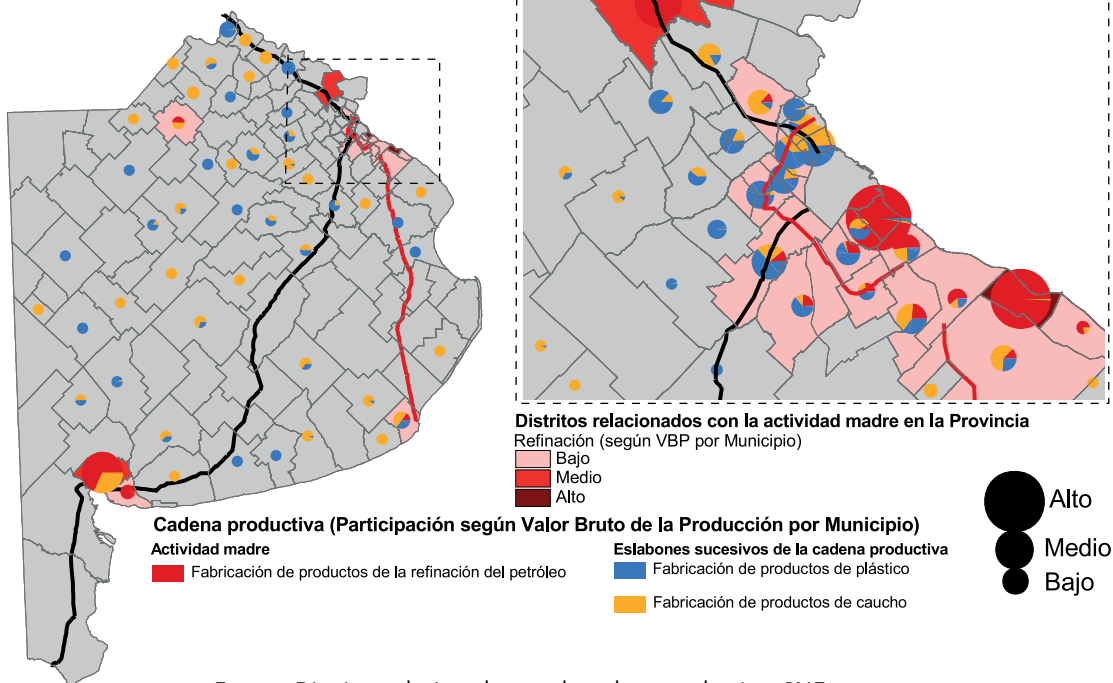 Distritos relacionados con la actividad madre en la Provincia
Refinación (según VBP por Municipio)
Bajo
Medio
Alto
Alto
Medio
Bajo
Cadena productiva (Participación según Valor Bruto de la Producción por Municipio)
Actividad madre
Fabricación de productos de la refinación del petróleo
Eslabones sucesivos de la cadena productiva
Fabricación de productos de plástico
Fabricación de productos de caucho